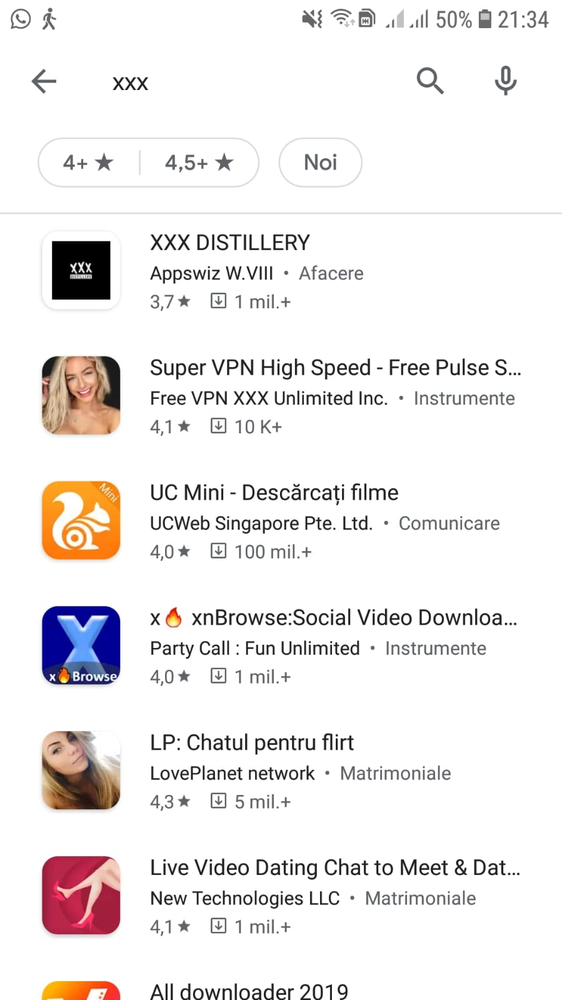 50% 21:34
xxx
4+ ★ 4,5+ ★ Noi
XXX DISTILLERY
XXX
DISTILLERY
Appswiz W.VIII • Afacere
3,7★ 1 mil.+
Super VPN High Speed - Free Pulse S...
Free VPN XXX Unlimited Inc. • Instrumente
4,1★ 10 K+
Mini
UC Mini - Descărcați filme
UCWeb Singapore Pte. Ltd. • Comunicare
4,0★ 100 mil.+
x🔥 xnBrowse:Social Video Downloa...
X
x🔥Browse
Party Call : Fun Unlimited • Instrumente
4,0★ 1 mil.+
LP: Chatul pentru flirt
LovePlanet network • Matrimoniale
4,3★ 5 mil.+
Live Video Dating Chat to Meet & Dat...
New Technologies LLC • Matrimoniale
4,1★ 1 mil.+
All downloader 2019